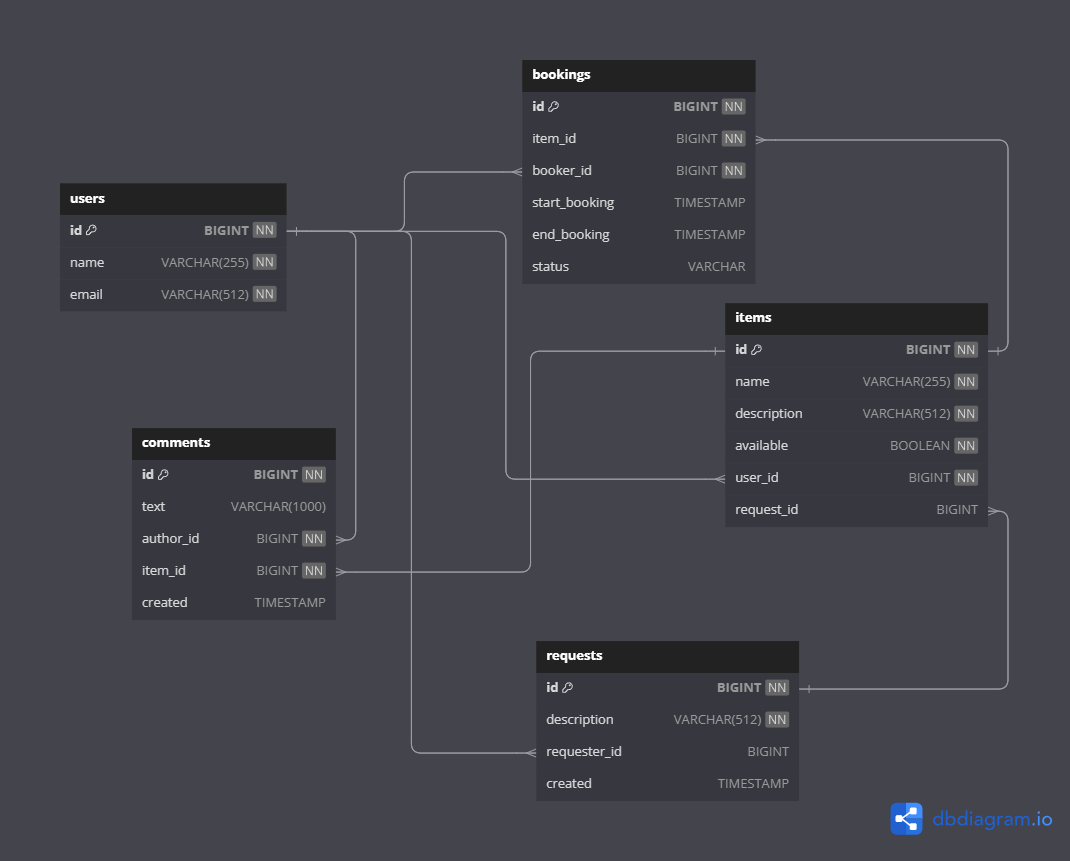 bookings
id BIGINT NN
item_id BIGINT NN
booker_id BIGINT NN
start_booking TIMESTAMP
end_booking TIMESTAMP
status VARCHAR
users
id BIGINT NN
name VARCHAR(255) NN
email VARCHAR(512) NN
items
id BIGINT NN
name VARCHAR(255) NN
description VARCHAR(512) NN
available BOOLEAN NN
user_id BIGINT NN
request_id BIGINT
comments
id BIGINT NN
text VARCHAR(1000)
author_id BIGINT NN
item_id BIGINT NN
created TIMESTAMP
requests
id BIGINT NN
description VARCHAR(512) NN
requester_id BIGINT
created TIMESTAMP
dbdiagram.io